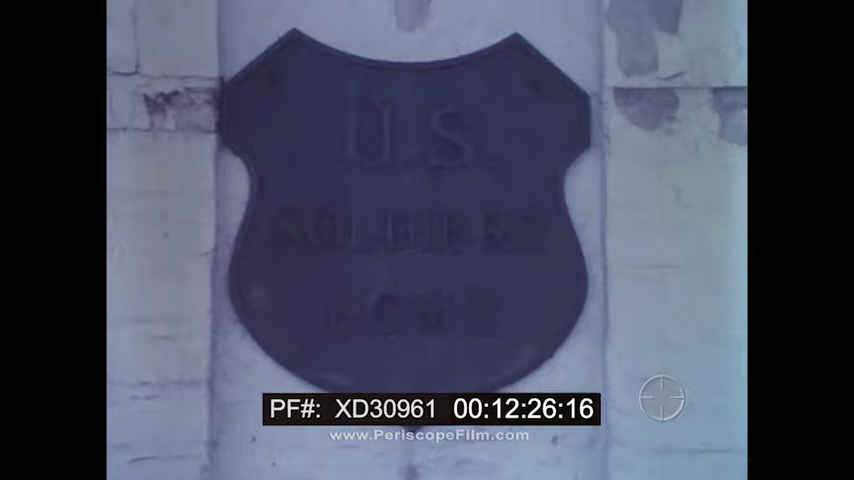 U.S.
SOLDIERS'
HOME
PF#: XD30961 00:12:26:16
www.PeriscopeFilm.com